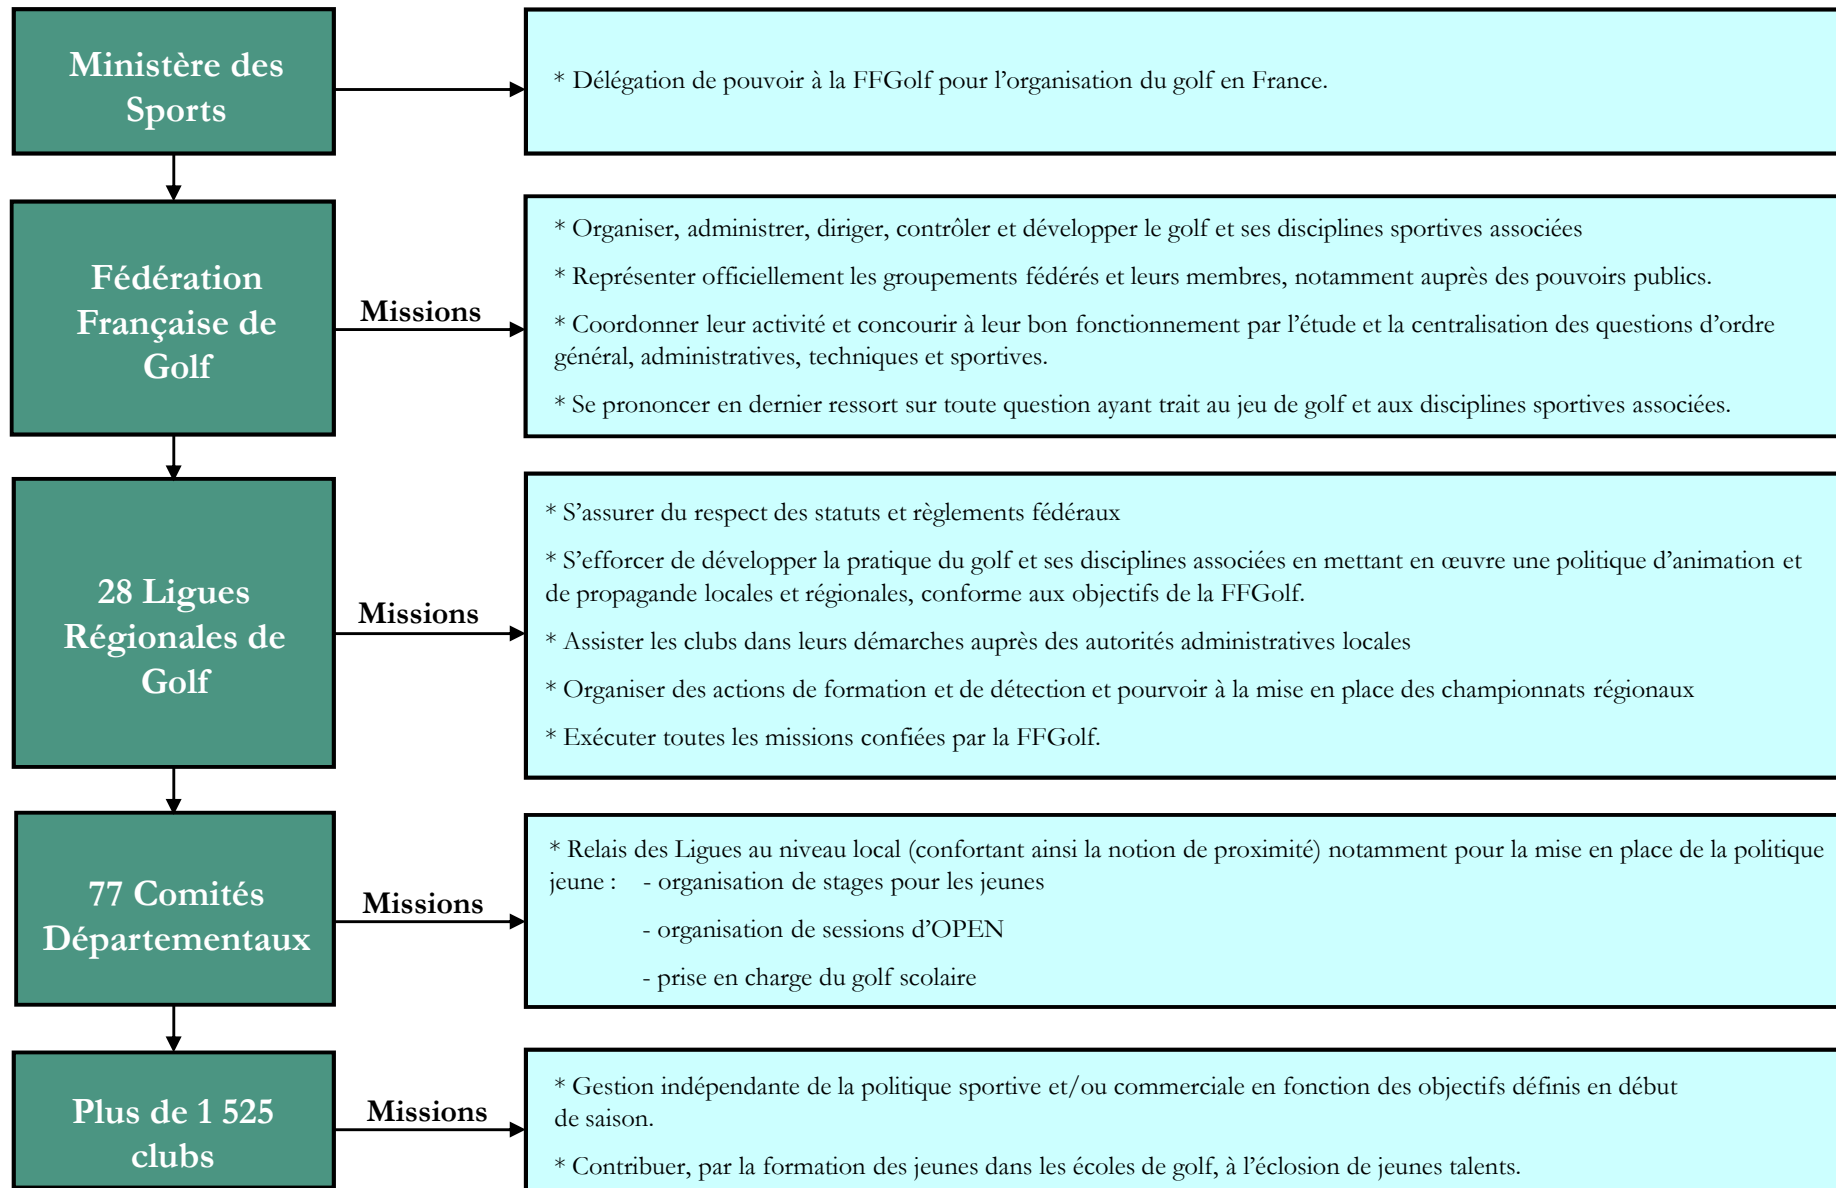 Ministère des
Sports
* Délégation de pouvoir à la FFGolf pour l’organisation du golf en France.
Fédération
Française de
Golf
Missions
* Organiser, administrer, diriger, contrôler et développer le golf et ses disciplines sportives associées
* Représenter officiellement les groupements fédérés et leurs membres, notamment auprès des pouvoirs publics.
* Coordonner leur activité et concourir à leur bon fonctionnement par l’étude et la centralisation des questions d’ordre
général, administratives, techniques et sportives.
* Se prononcer en dernier ressort sur toute question ayant trait au jeu de golf et aux disciplines sportives associées.
28 Ligues
Régionales de
Golf
Missions
* S’assurer du respect des statuts et règlements fédéraux
* S’efforcer de développer la pratique du golf et ses disciplines associées en mettant en œuvre une politique d’animation et
de propagande locales et régionales, conforme aux objectifs de la FFGolf.
* Assister les clubs dans leurs démarches auprès des autorités administratives locales
* Organiser des actions de formation et de détection et pourvoir à la mise en place des championnats régionaux
* Exécuter toutes les missions confiées par la FFGolf.
77 Comités
Départementaux
Missions
* Relais des Ligues au niveau local (confortant ainsi la notion de proximité) notamment pour la mise en place de la politique
jeune : - organisation de stages pour les jeunes
- organisation de sessions d’OPEN
- prise en charge du golf scolaire
Plus de 1 525
clubs
Missions
* Gestion indépendante de la politique sportive et/ou commerciale en fonction des objectifs définis en début
de saison.
* Contribuer, par la formation des jeunes dans les écoles de golf, à l’éclosion de jeunes talents.